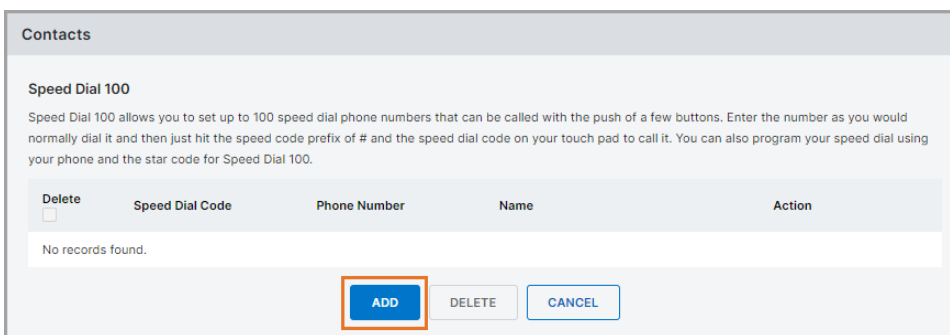 Contacts
Speed Dial 100
Speed Dial 100 allows you to set up to 100 speed dial phone numbers that can be called with the push of a few buttons. Enter the number as you would
normally dial it and then just hit the speed code prefix of # and the speed dial code on your touch pad to call it. You can also program your speed dial using
your phone and the star code for Speed Dial 100.
Delete Speed Dial Code Phone Number Name Action
No records found.
ADD DELETE CANCEL